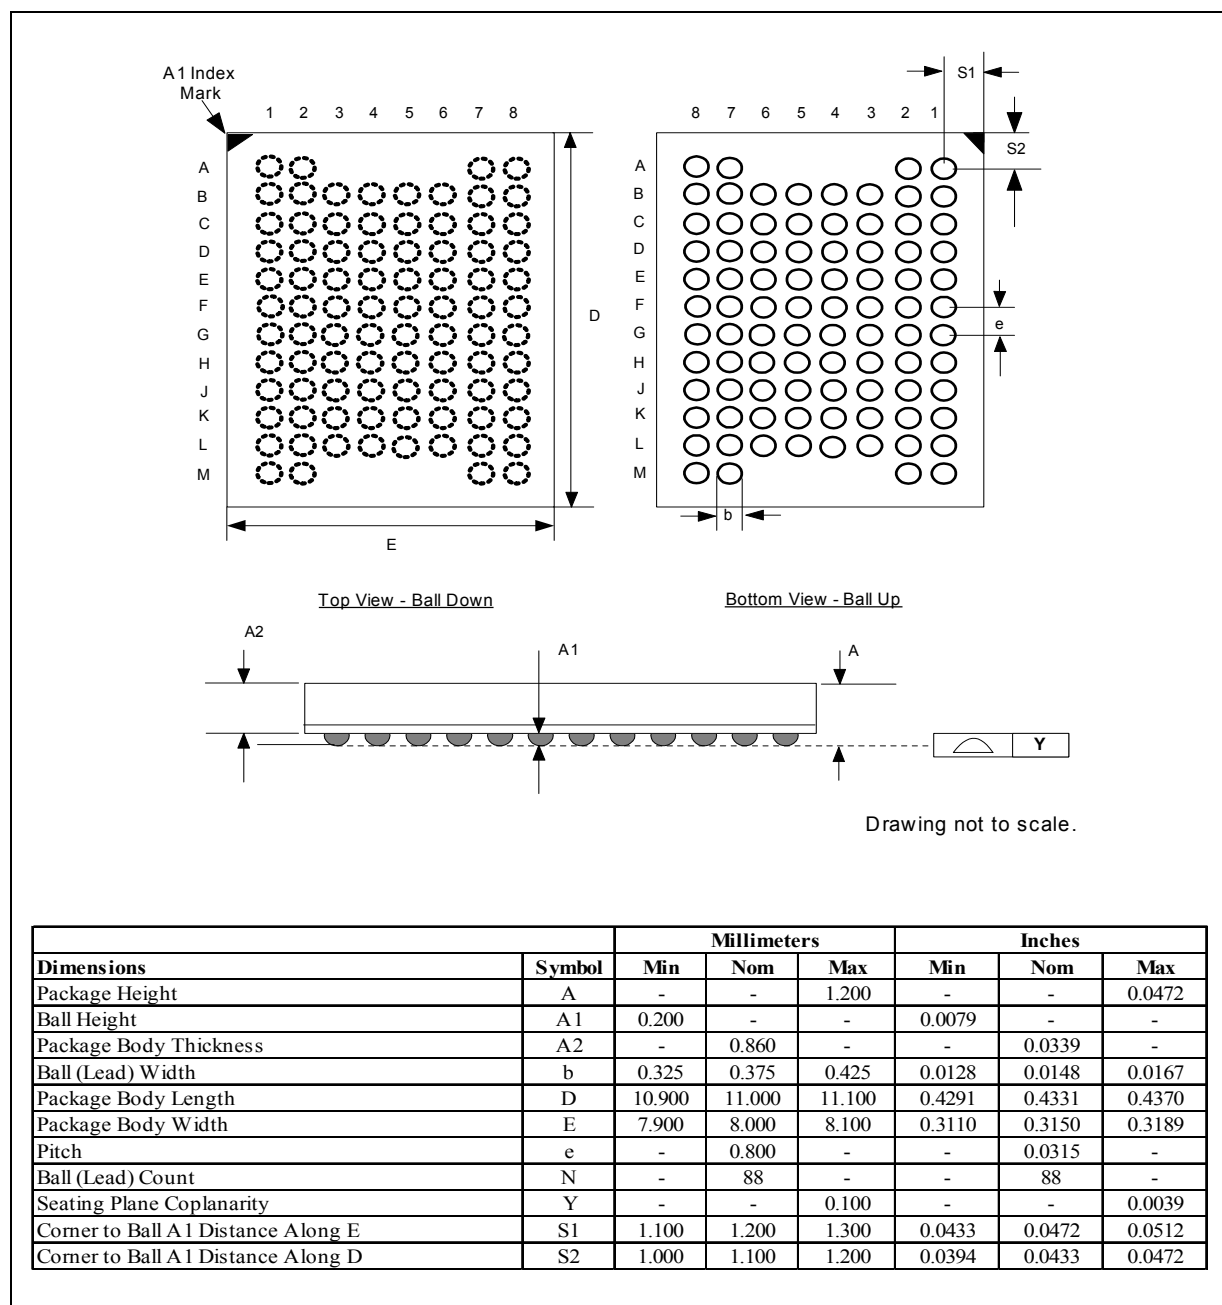 A1 Index
Mark
1 2 3 4 5 6 7 8
A
B
C
D
E
F
G
H
J
K
L
M
D
E
8 7 6 5 4 3 2 1
S1
S2
A
B
C
D
E
F
G
H
J
K
L
M
e
b
Top View - Ball Down
Bottom View - Ball Up
A2
A1
A
Y
Drawing not to scale.
Millimeters Inches
Dimensions Symbol Min Nom Max Min Nom Max
Package Height A - - 1.200 - - 0.0472
Ball Height A1 0.200 - - 0.0079 - -
Package Body Thickness A2 - 0.860 - - 0.0339 -
Ball (Lead) Width b 0.325 0.375 0.425 0.0128 0.0148 0.0167
Package Body Length D 10.900 11.000 11.100 0.4291 0.4331 0.4370
Package Body Width E 7.900 8.000 8.100 0.3110 0.3150 0.3189
Pitch e - 0.800 - - 0.0315 -
Ball (Lead) Count N - 88 - - 88 -
Seating Plane Coplanarity Y - - 0.100 - - 0.0039
Corner to Ball A1 Distance Along E S1 1.100 1.200 1.300 0.0433 0.0472 0.0512
Corner to Ball A1 Distance Along D S2 1.000 1.100 1.200 0.0394 0.0433 0.0472